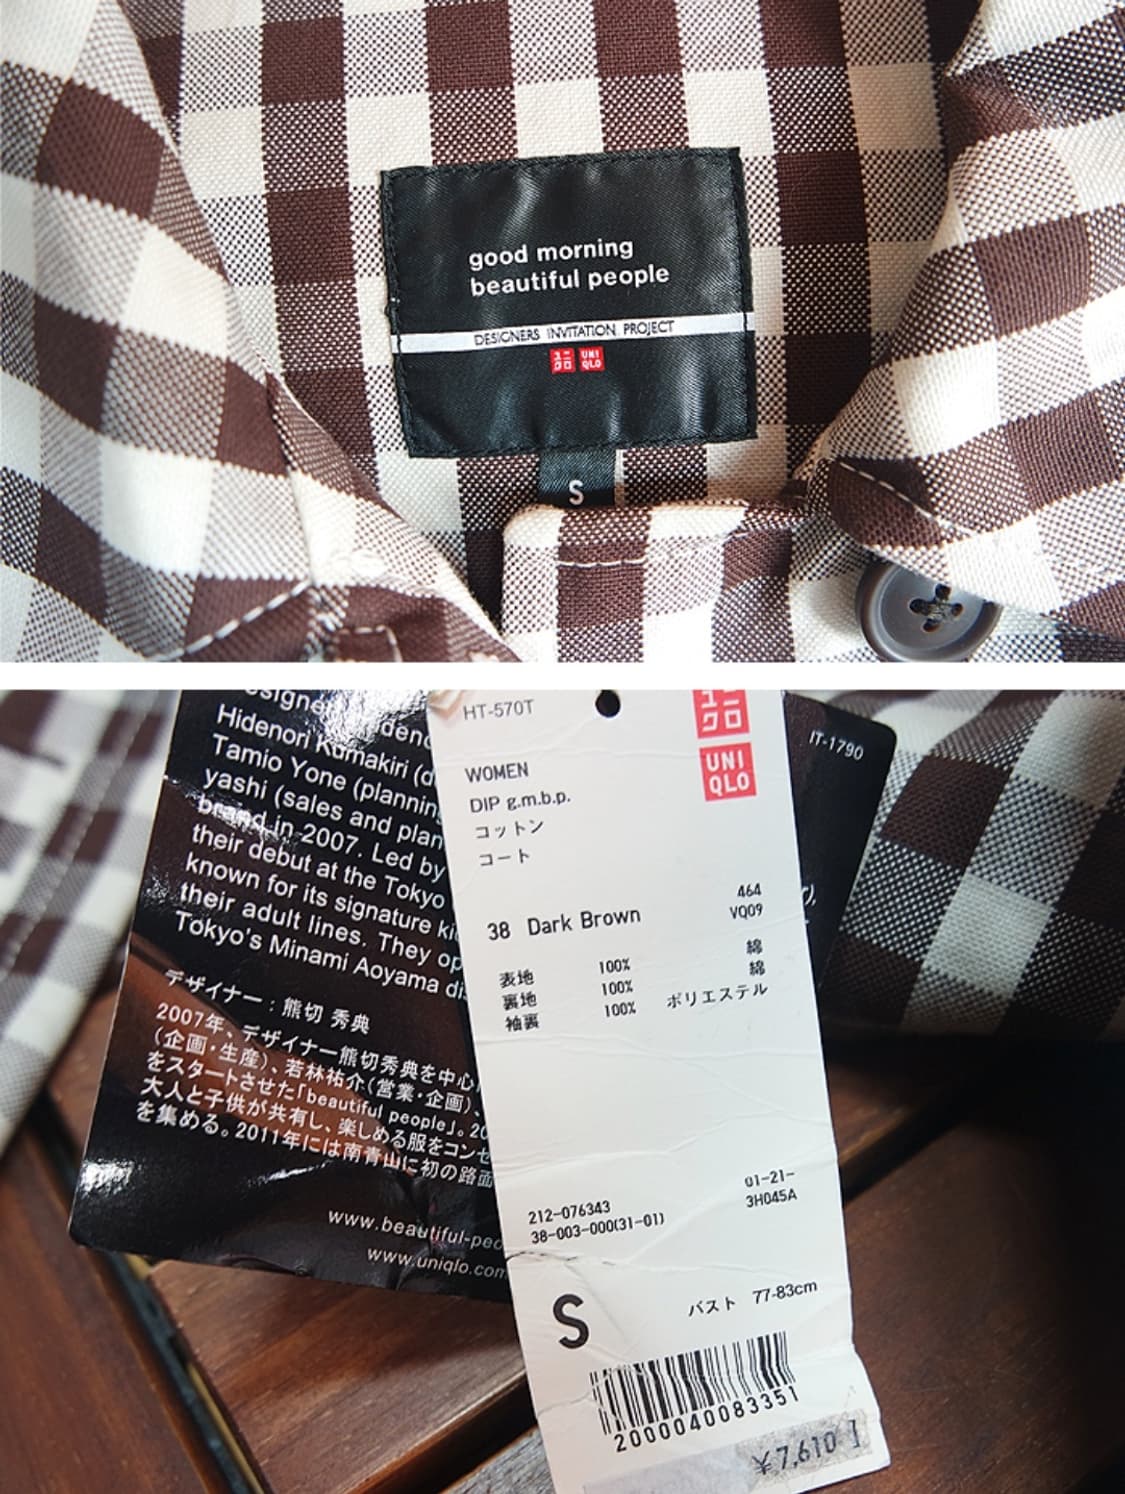 good morning
beautiful people
DESIGNERS INVITATION PROJECT
ユニ UNI
クロ QLO
S
Hidenori Kumakiri
Tamio Yone (planning
yashi (sales and plan
brand in 2007. Led by
their debut at the Tokyo
known for its signature
their adult lines. They
Tokyo's Minami Aoyama
デザイナー：熊切 秀典
2007年、デザイナー熊切秀典を中心
(企画・生産)、若林祐介(営業・企画)、
をスタートさせた「beautiful people」。20
大人と子供が共有し、楽しめる服をコンセ
を集める。2011年には南青山に初の路面
www.beautiful-peo
www.uniqlo.com
HT-570T
ユニ
クロ
UNI
QLO
IT-1790
WOMEN
DIP g.m.b.p.
コットン
コート
464
38 Dark Brown VQ09
表地 100% 綿
裏地 100% 綿
袖裏 100% ポリエステル
212-076343 01-21-
38-003-000(31-01) 3H045A
S バスト 77-83cm
2000040083351
¥7,610